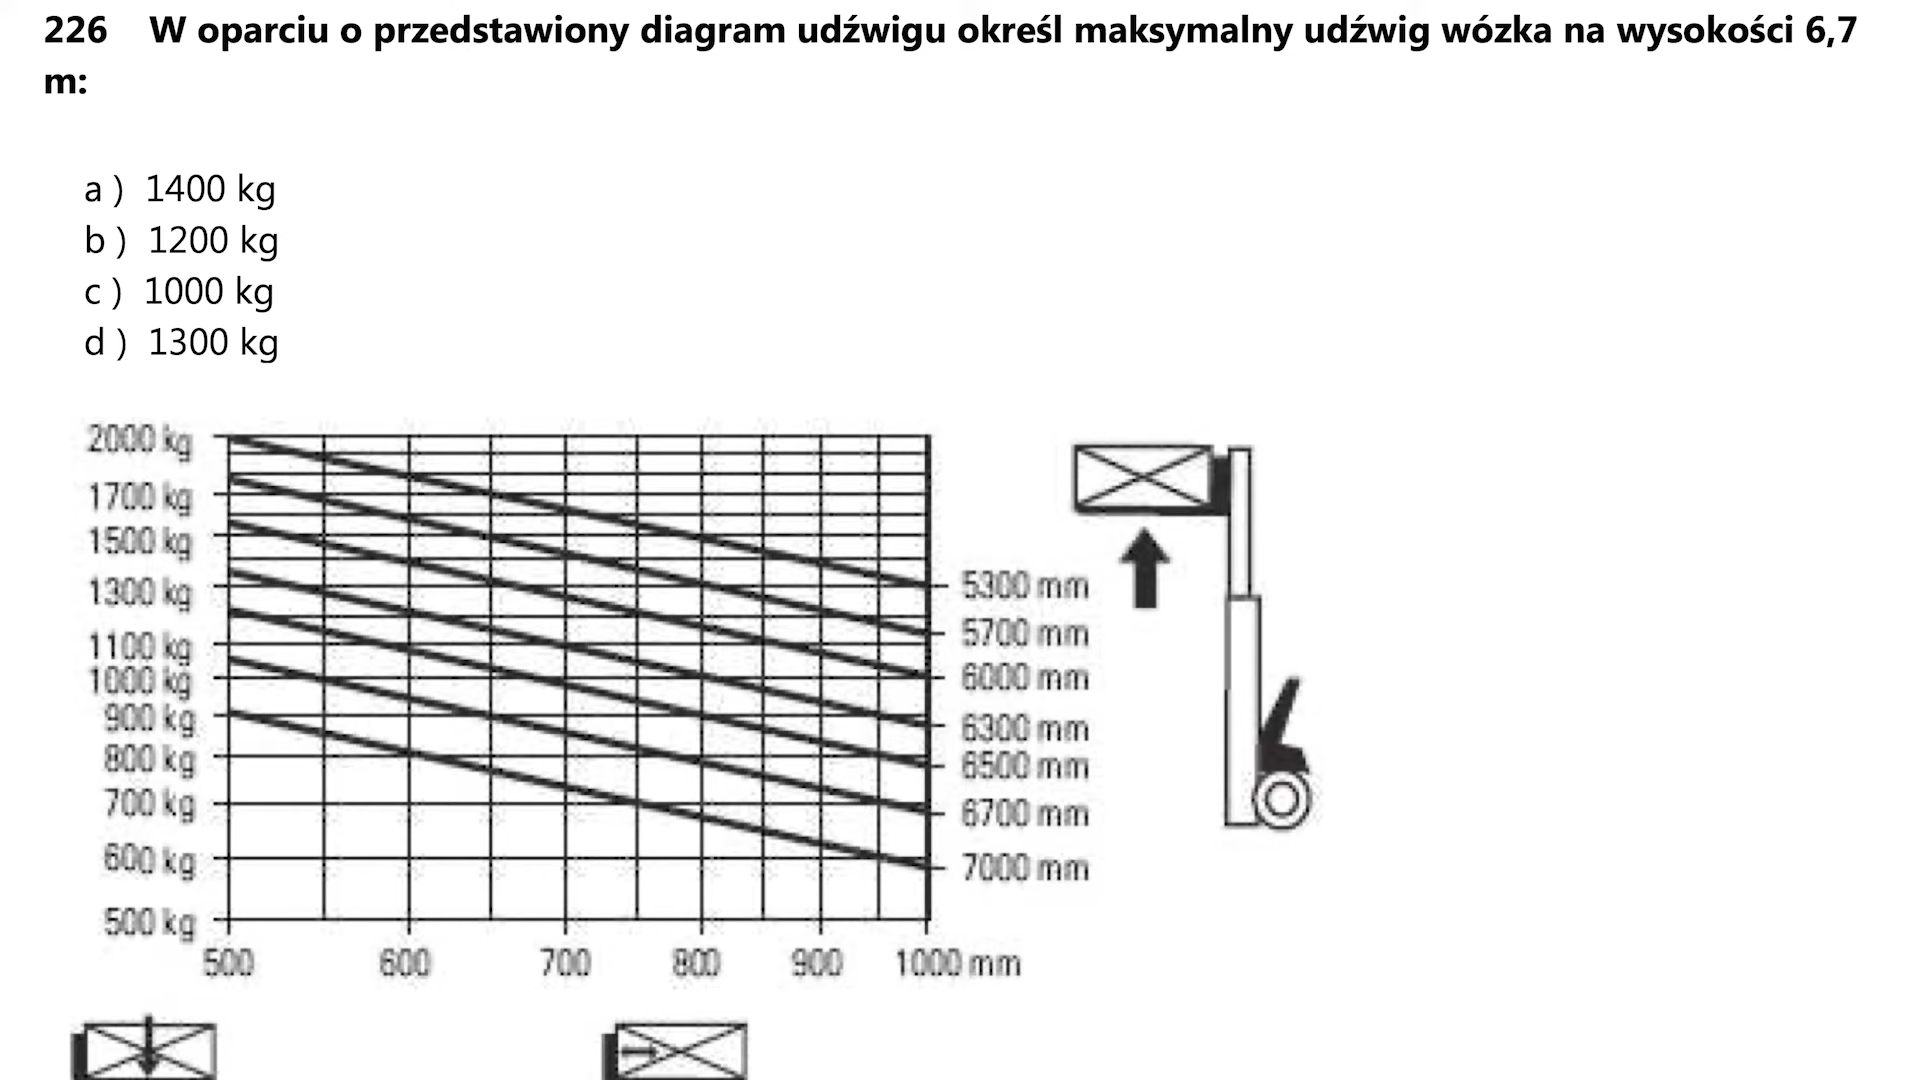 226 W oparciu o przedstawiony diagram udźwigu określ maksymalny udźwig wózka na wysokości 6,7
m:
a ) 1400 kg
b ) 1200 kg
c ) 1000 kg
d ) 1300 kg
2000 kg
1700 kg
1500 kg
1300 kg
1100 kg
1000 kg
900 kg
800 kg
700 kg
600 kg
500 kg
5300 mm
5700 mm
6000 mm
6300 mm
6500 mm
6700 mm
7000 mm
500 600 700 800 900 1000 mm